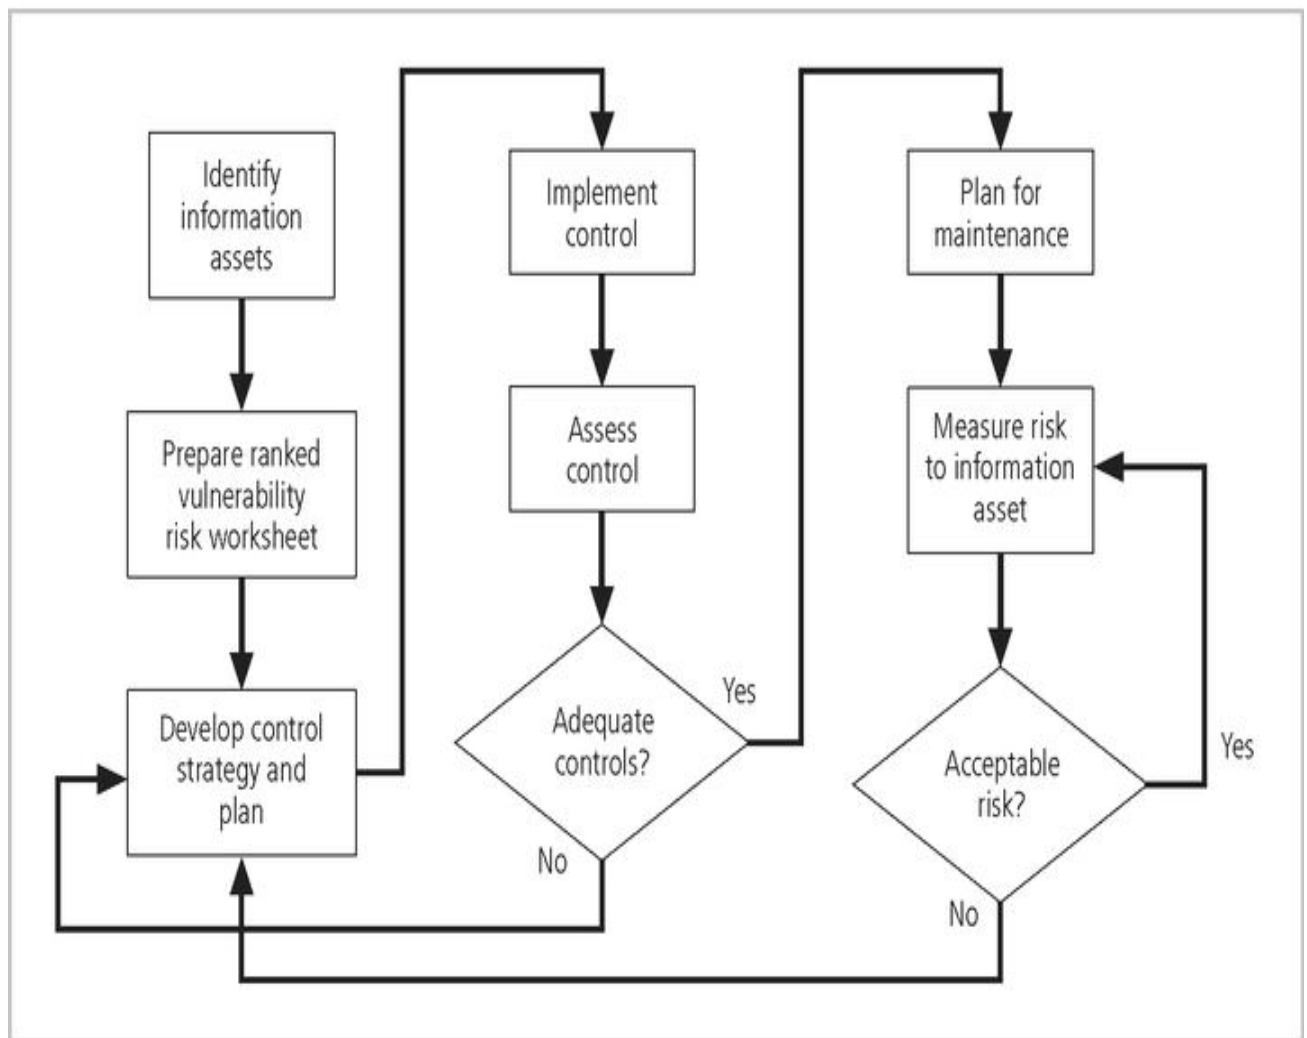 Identify
information
assets
Prepare ranked
vulnerability
risk worksheet
Develop control
strategy and
plan
Implement
control
Assess
control
Adequate
controls?
Yes
No
Plan for
maintenance
Measure risk
to information
asset
Acceptable
risk?
Yes
No